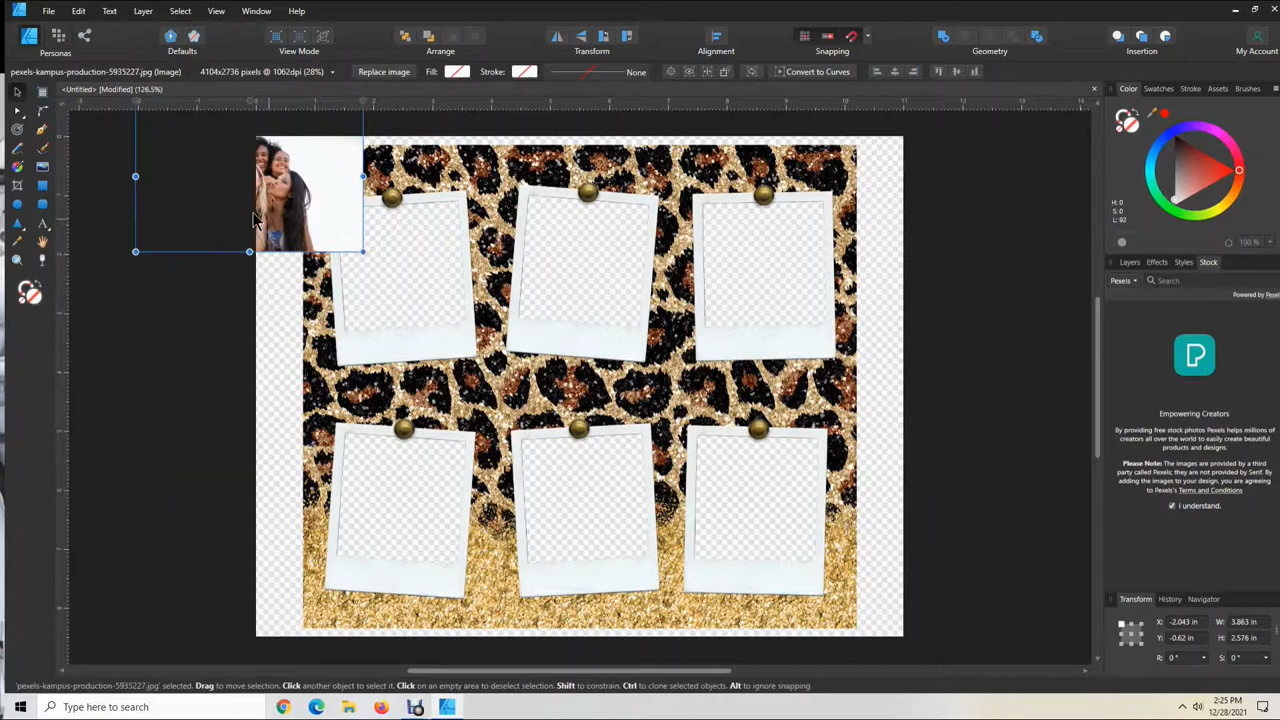 File Edit Text Layer Select View Window Help
Personas Defaults View Mode Arrange Transform Alignment Snapping Geometry Insertion My Account
pexels-kampus-production-5935227.jpg (Image) 4104x2736 pixels @ 1062dpi (28%) Replace image Fill: Stroke: None Convert to Curves
<Untitled> [Modified] (126.5%)
Color Swatches Stroke Assets Brushes
H: 0
S: 0
L: 92
100 %
Layers Effects Styles Stock
Pexels Search
Powered by Pexel
P
Empowering Creators
By providing free stock photos Pexels helps millions of
creators all over the world to easily create beautiful
products and designs.
Please Note: The images are provided by a third
party called Pexels; they are not provided by Serif. By
adding the images to your design, you are agreeing
to Pexels's Terms and Conditions
I understand.
Transform History Navigator
X: -2.043 in W: 3.863 in
Y: -0.62 in H: 2.576 in
R: 0 ° S: 0 °
'pexels-kampus-production-5935227.jpg' selected. Drag to move selection. Click another object to select it. Click on an empty area to deselect selection. Shift to constrain. Ctrl to clone selected objects. Alt to ignore snapping.
Type here to search
2:25 PM
12/28/2021